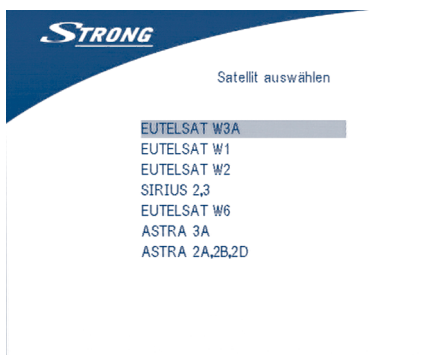 STRONG
Satellit auswählen
EUTELSAT W3A
EUTELSAT W1
EUTELSAT W2
SIRIUS 2,3
EUTELSAT W6
ASTRA 3A
ASTRA 2A,2B,2D